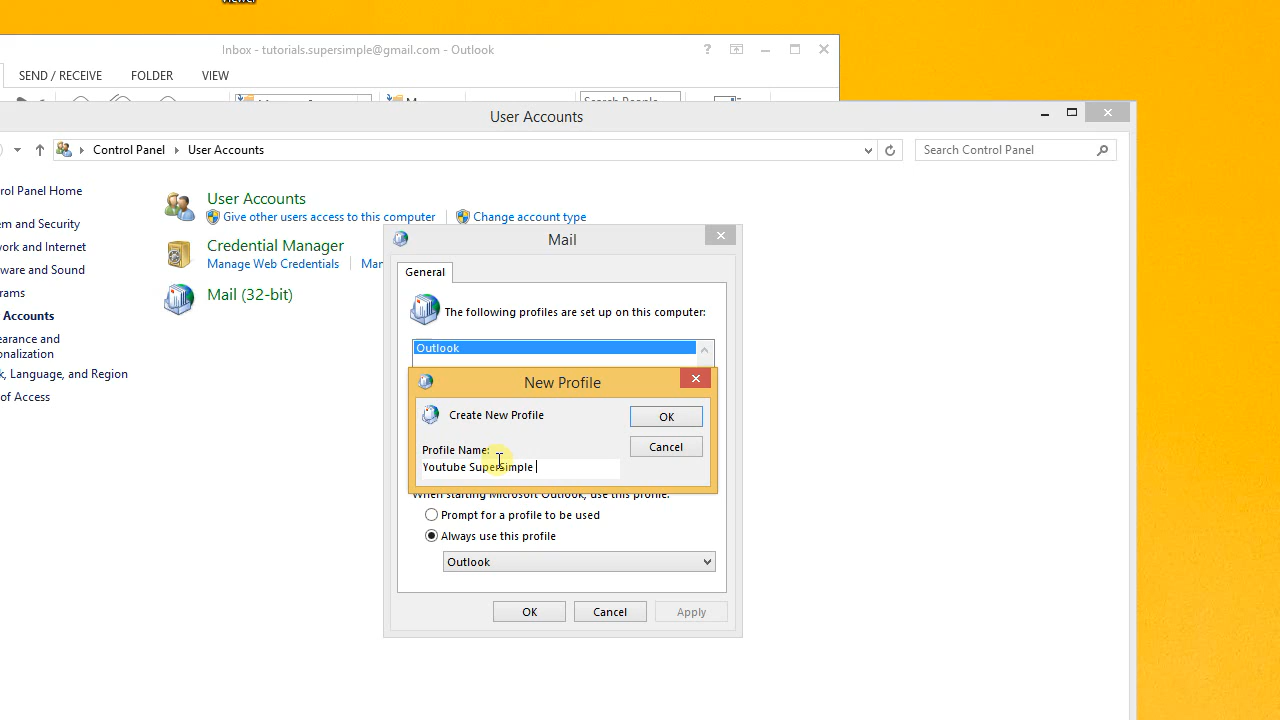 Viewer
Inbox - tutorials.supersimple@gmail.com - Outlook
SEND / RECEIVE FOLDER VIEW
Search People
User Accounts
Control Panel User Accounts
Search Control Panel
rol Panel Home
em and Security
work and Internet
ware and Sound
rams
Accounts
earance and
onalization
k, Language, and Region
of Access
User Accounts
Give other users access to this computer Change account type
Credential Manager
Manage Web Credentials Man
Mail (32-bit)
Mail
General
The following profiles are set up on this computer:
Outlook
New Profile
Create New Profile
OK
Cancel
Profile Name:
Youtube SuperSimple
When starting Microsoft Outlook, use this profile:
Prompt for a profile to be used
Always use this profile
Outlook
OK Cancel Apply